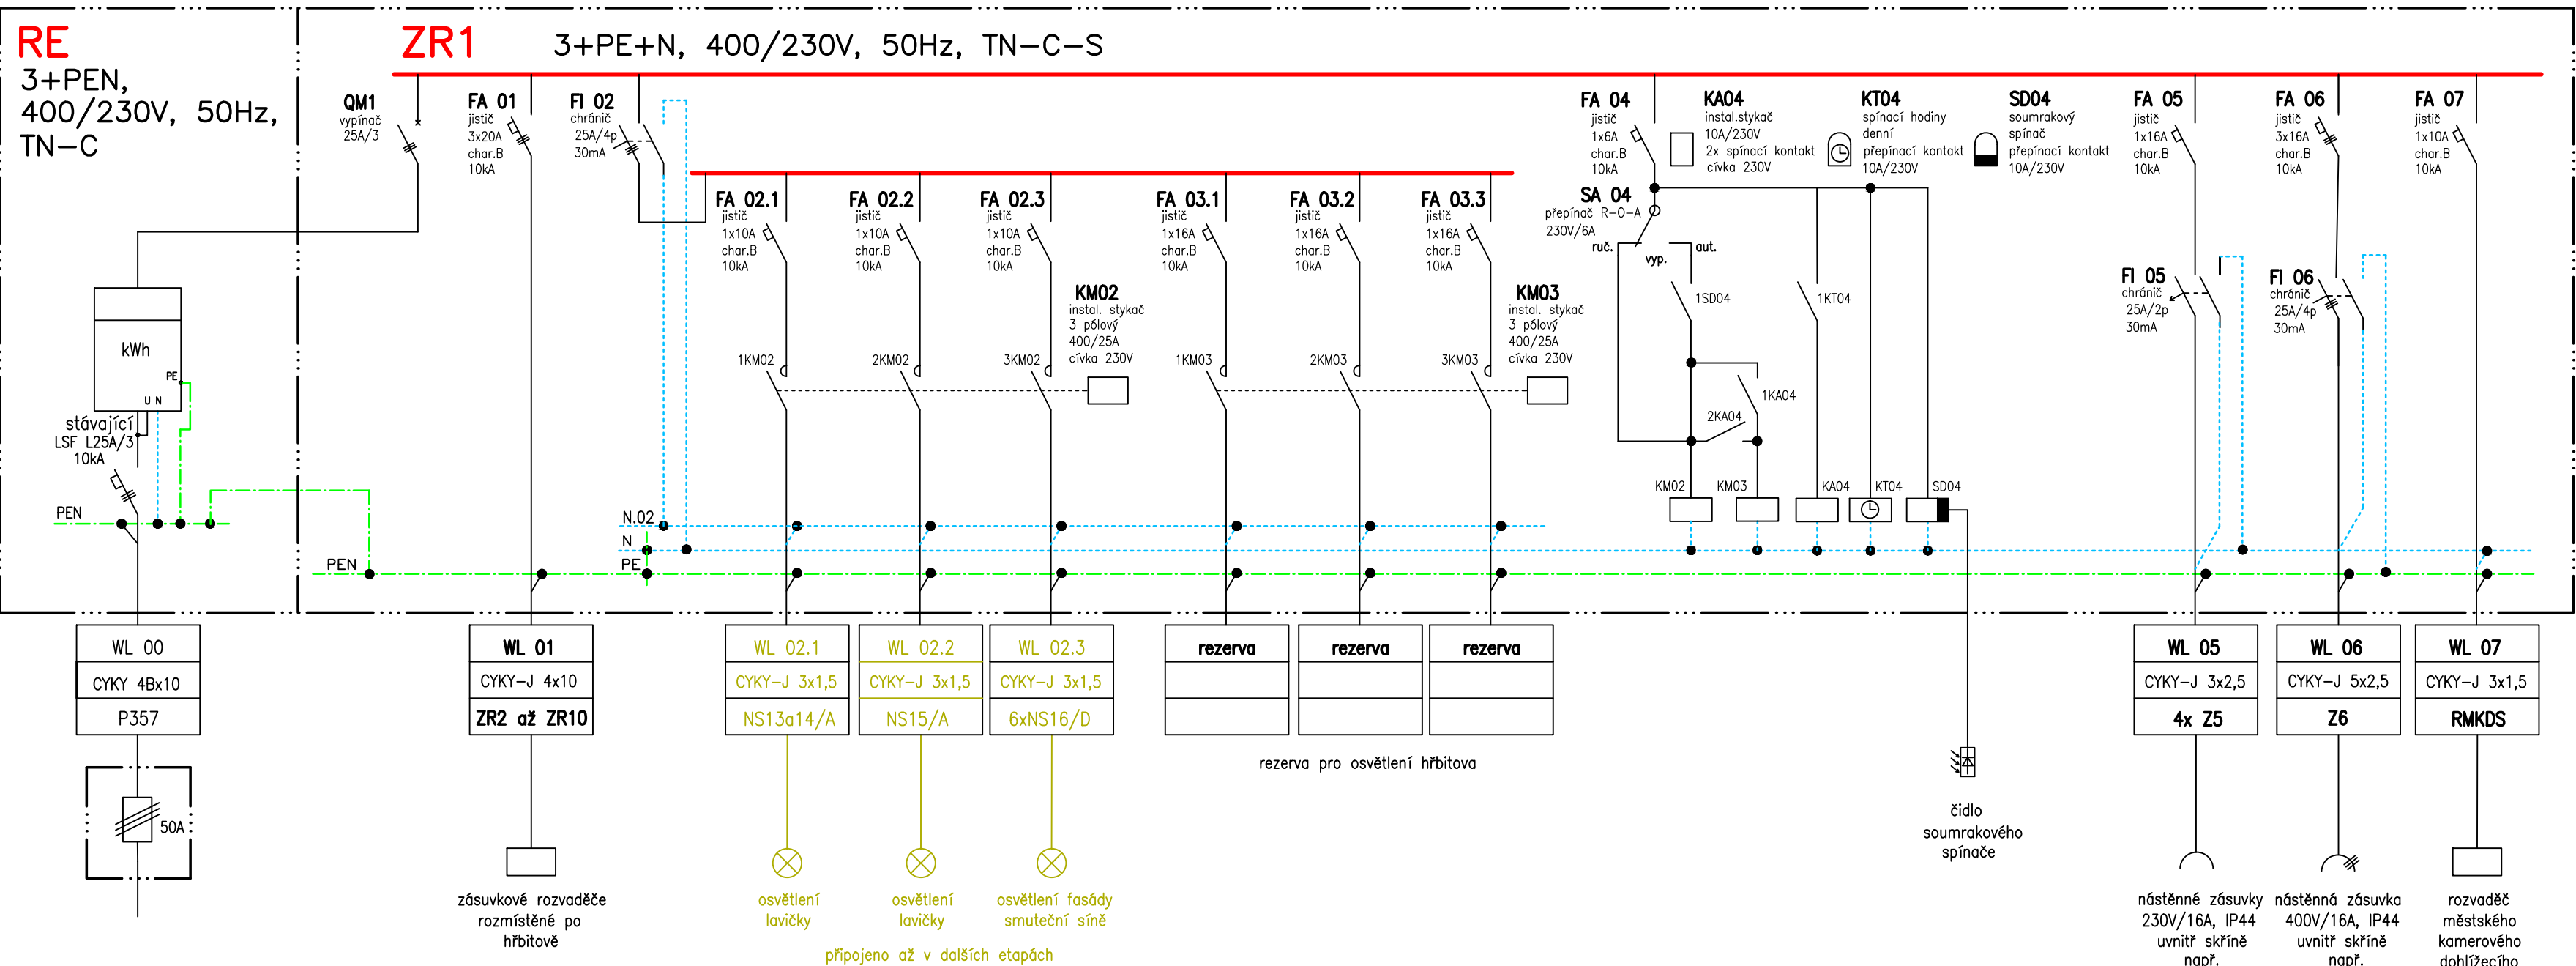 RE
3+PEN,
400/230V, 50Hz,
TN-C
ZR1
3+PE+N, 400/230V, 50Hz, TN-C-S
QM1
vypínač
25A/3
FA 01
jistič
3x20A
char.B
10kA
FI 02
chránič
25A/4p
30mA
FA 02.1
jistič
1x10A
char.B
10kA
FA 02.2
jistič
1x10A
char.B
10kA
FA 02.3
jistič
1x10A
char.B
10kA
KM02
instal. stykač
3 pólový
400/25A
cívka 230V
FA 03.1
jistič
1x16A
char.B
10kA
FA 03.2
jistič
1x16A
char.B
10kA
FA 03.3
jistič
1x16A
char.B
10kA
KM03
instal. stykač
3 pólový
400/25A
cívka 230V
FA 04
jistič
1x6A
char.B
10kA
KA04
instal.stykač
10A/230V
2x spínací kontakt
cívka 230V
KT04
spínací hodiny
denní
přepínací kontakt
10A/230V
SD04
soumrakový
spínač
přepínací kontakt
10A/230V
SA 04
přepínač R-O-A
230V/6A
ruč.
vyp.
aut.
FA 05
jistič
1x16A
char.B
10kA
FA 06
jistič
3x16A
char.B
10kA
FA 07
jistič
1x10A
char.B
10kA
FI 05
chránič
25A/2p
30mA
FI 06
chránič
25A/4p
30mA
1SD04
1KT04
1KM02
2KM02
3KM02
1KM03
2KM03
3KM03
1KA04
2KA04
KM02
KM03
KA04
KT04
SD04
kWh
PE
U N
stávající
LSF L25A/3
10kA
PEN
PEN
N.02
N
PE
WL 00
CYKY 4Bx10
P357
50A
WL 01
CYKY-J 4x10
ZR2 až ZR10
zásuvkové rozvaděče
rozmístěné po
hřbitově
WL 02.1
CYKY-J 3x1,5
NS13a14/A
osvětlení
lavičky
WL 02.2
CYKY-J 3x1,5
NS15/A
osvětlení
lavičky
WL 02.3
CYKY-J 3x1,5
6xNS16/D
osvětlení fasády
smuteční síně
připojeno až v dalších etapách
rezerva
rezerva
rezerva
rezerva pro osvětlení hřbitova
čidlo
soumrakového
spínače
WL 05
CYKY-J 3x2,5
4x Z5
nástěnné zásuvky
230V/16A, IP44
uvnitř skříně
např.
WL 06
CYKY-J 5x2,5
Z6
nástěnná zásuvka
400V/16A, IP44
uvnitř skříně
např.
WL 07
CYKY-J 3x1,5
RMKDS
rozvaděč
městského
kamerového
dohlížecího